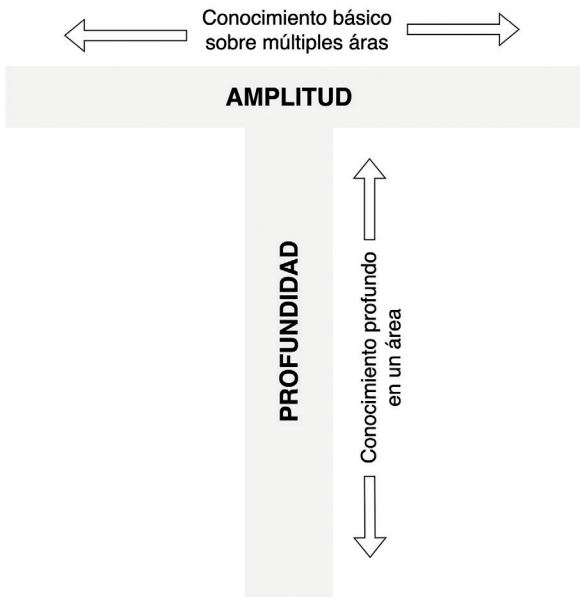 Conocimiento básico
sobre múltiples áras
AMPLITUD
PROFUNDIDAD
Conocimiento profundo
en un área